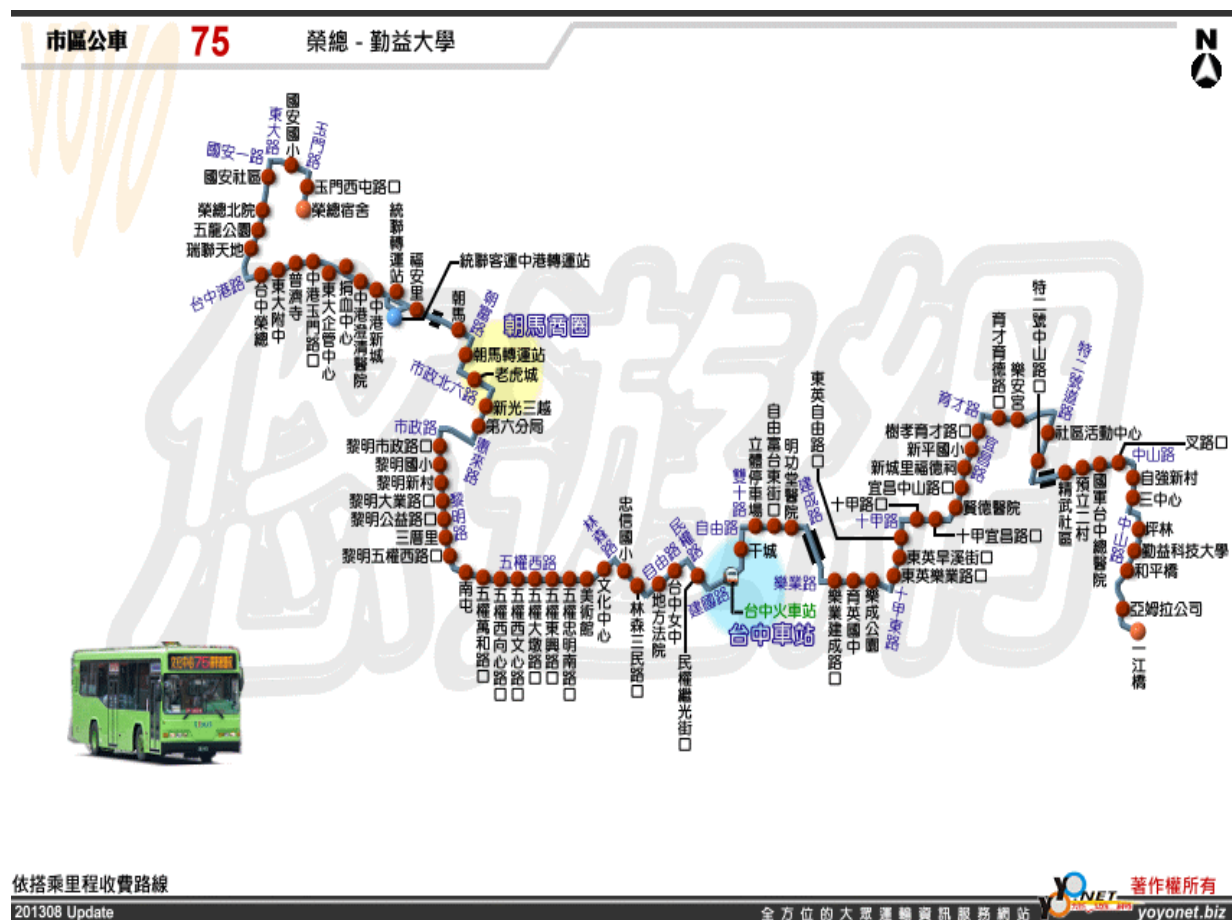 市區公車
75
榮總 - 勤益大學
N
國安國小
東大路
玉門路
國安一路
國安社區
玉門西屯路口
榮總北院
榮總宿舍
五龍公園
瑞聯天地
台中港路
台中榮總
東大附中
普濟寺
中港玉門路口
東大企管中心
捐血中心
中港澄清醫院
中港新城
統聯轉運站
福安里
統聯客運中港轉運站
朝馬
朝馬路
朝馬商圈
朝馬轉運站
市政北六路
老虎城
新光三越
第六分局
惠來路
市政路
黎明市政路口
黎明國小
黎明新村
黎明大業路口
黎明公益路口
三厝里
黎明五權西路口
黎明路
南屯
五權西路
五權萬和路口
五權西向心路口
五權西文心路口
五權大墩路口
五權東興路口
五權忠明南路口
美術館
文化中心
林森路
忠信國小
林森三民路口
自由路
地方法院
台中女中
民權路
民權繼光街口
建國路
台中火車站
台中車站
干城
自由路
雙十路
立體停車場
自由富台東街口
明功堂醫院
建成路
樂業路
樂業建成路口
育英國中
樂成公園
十甲東路
東英樂業路口
東英旱溪街口
東英自由路口
十甲路
十甲路口
十甲宜昌路口
賢德醫院
宜昌中山路口
新城里福德祠
新平國小
樹孝育才路口
育才路
育才育德路口
樂安宮
特二號中山路口
社區活動中心
精武社區
預立二村
國軍台中總醫院
叉路口
中山路
自強新村
三中心
坪林
中山路
勤益科技大學
和平橋
亞姆拉公司
一江橋
依搭乘里程收費路線
201308 Update
全方位的大眾運輸資訊服務網站
YONET
著作權所有
yoyonet.biz